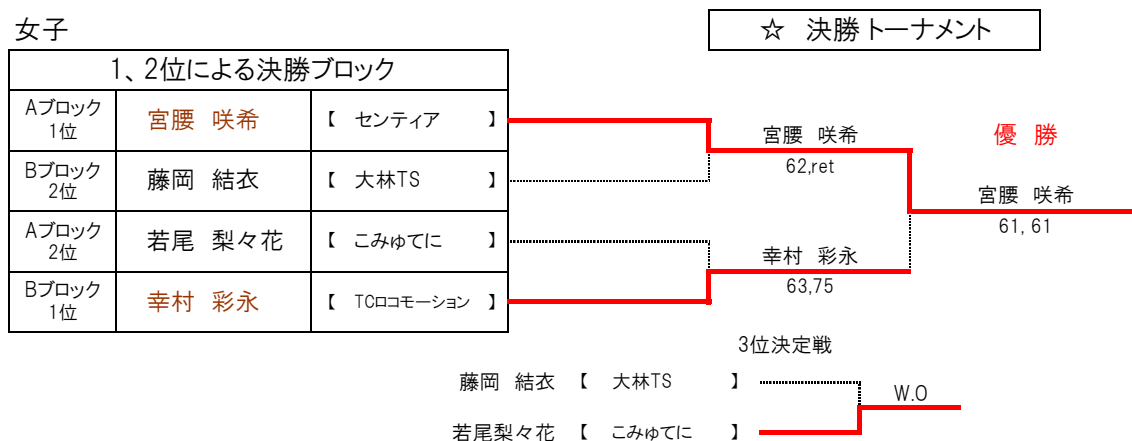 女子
☆ 決勝トーナメント
1、2位による決勝ブロック
Aブロック
1位
宮腰 咲希
【 センティア 】
宮腰 咲希
62,ret
優 勝
Bブロック
2位
藤岡 結衣
【 大林TS 】
宮腰 咲希
61, 61
Aブロック
2位
若尾 梨々花
【 こみゅてに 】
幸村 彩永
63,75
Bブロック
1位
幸村 彩永
【 TCロコモーション 】
3位決定戦
藤岡 結衣 【 大林TS 】
W.O
若尾梨々花 【 こみゅてに 】